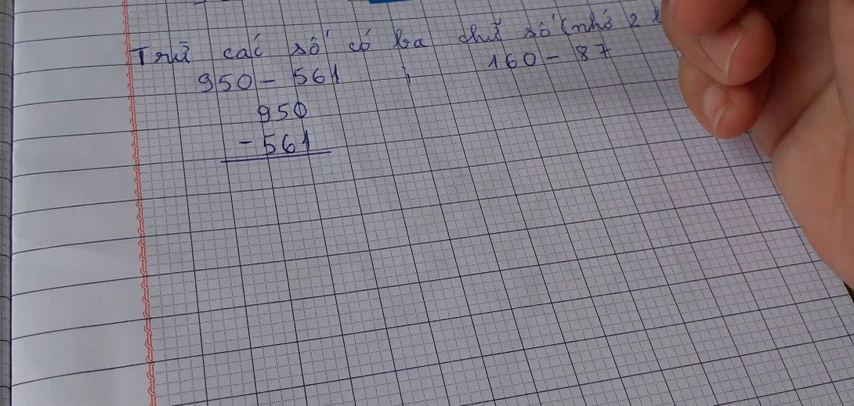 Trừ các số có ba chữ số (nhớ 2 l
950 - 561 ; 160 - 87
950
- 561